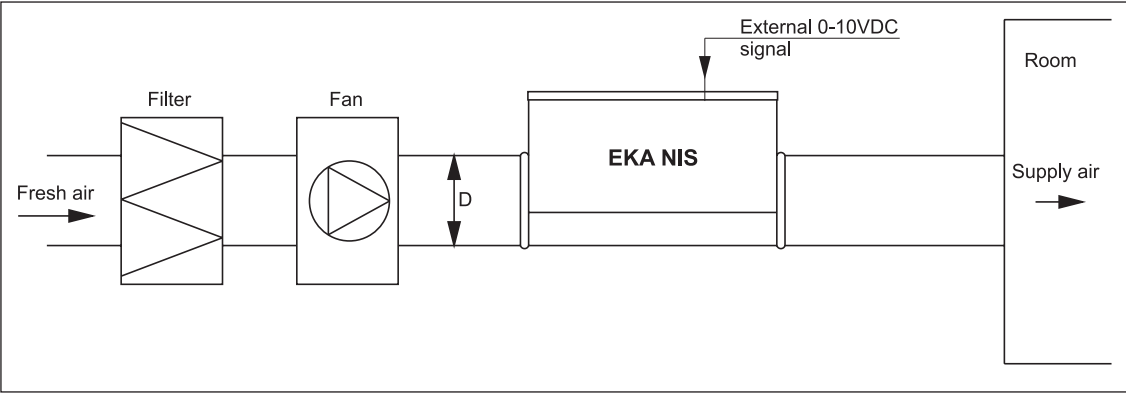 External 0-10VDC
signal
Room
Filter
Fan
EKA NIS
Fresh air
D
Supply air